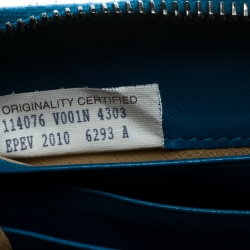 ORIGINALITY CERTIFIED
114076 V001N 4303
EPEV 2010 6293 A